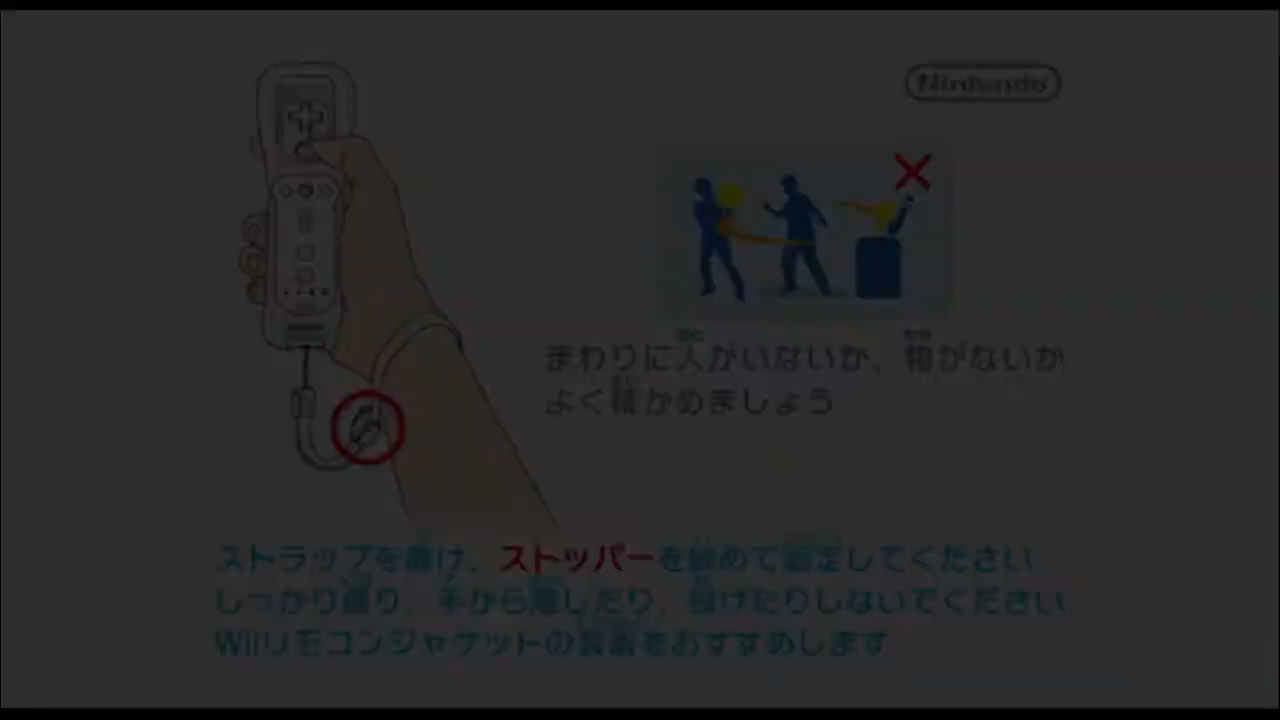 Nintendo
まわりに人がいないか、物がないか
よく確かめましょう
ストラップを着け、ストッパーを締めて固定してください
しっかり握り、手から離したり、投げたりしないでください
Wiiリモコンジャケットの装着をおすすめします